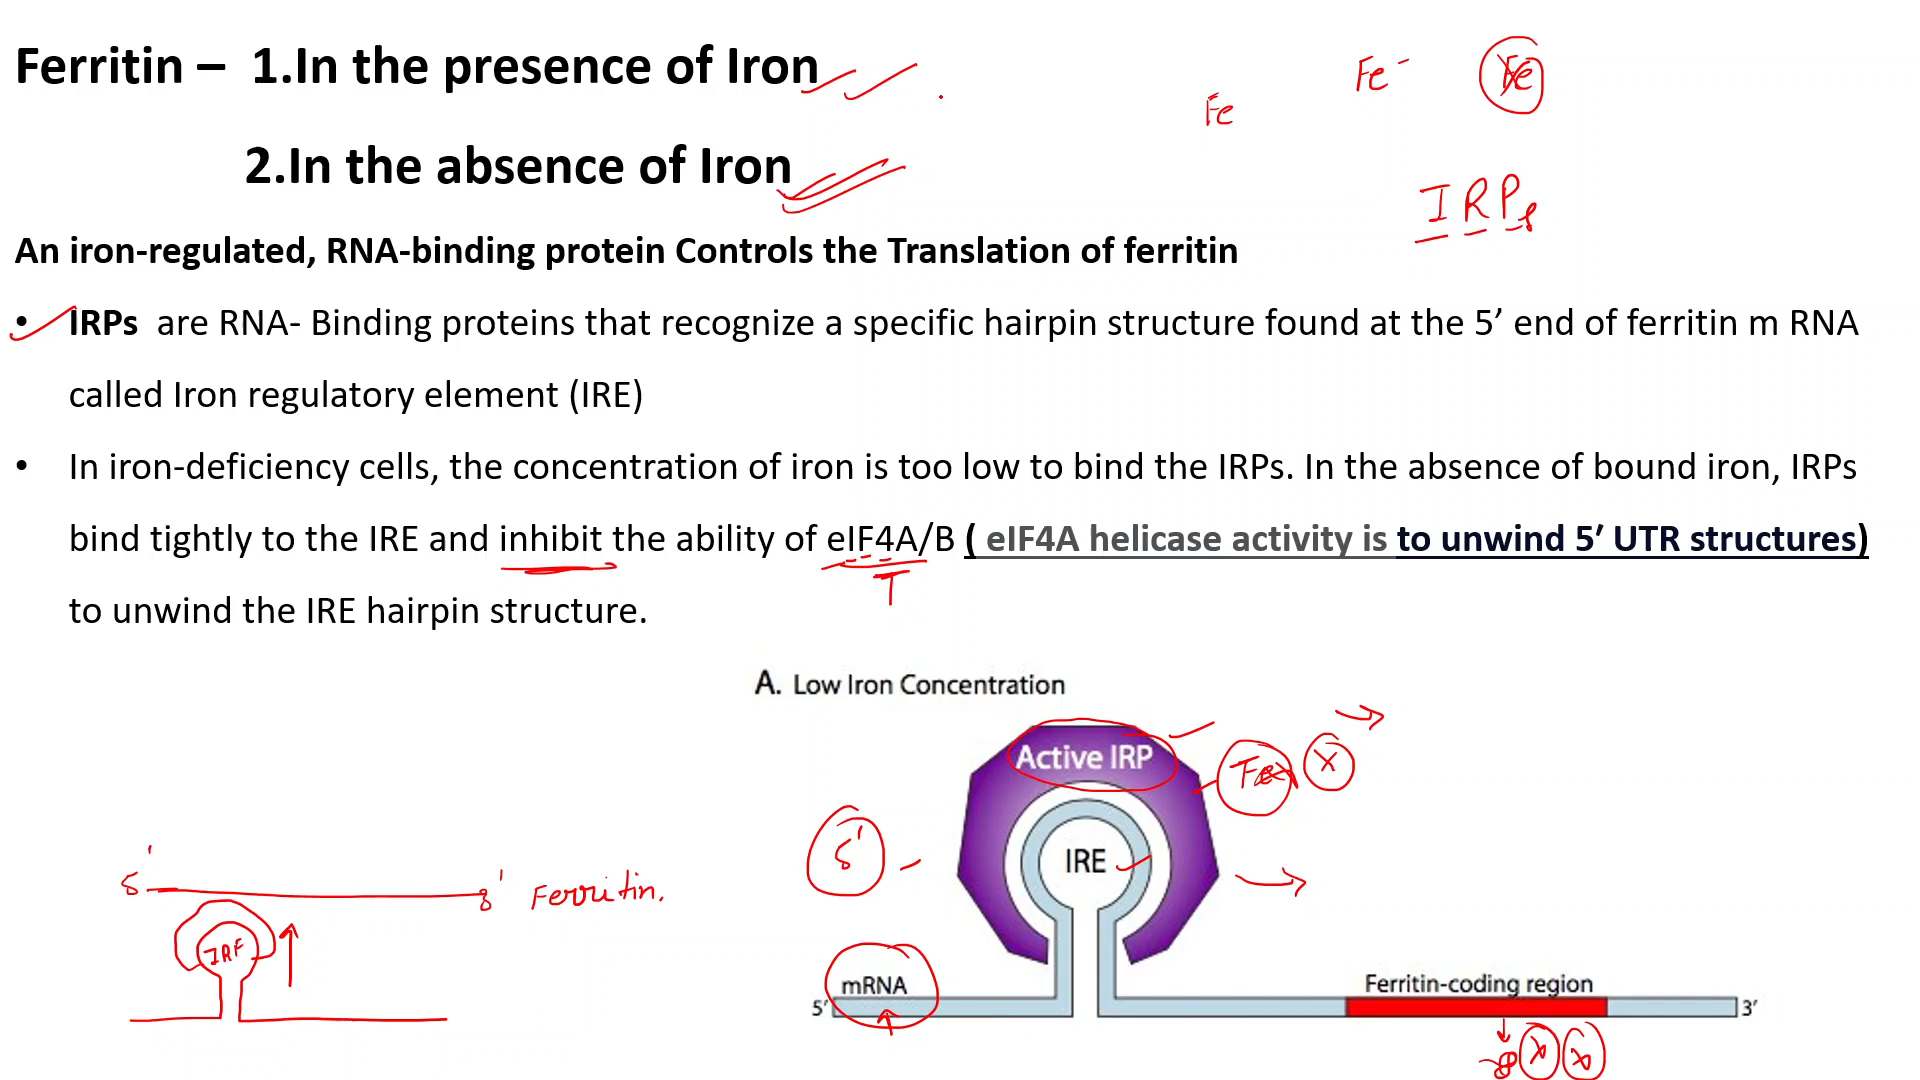 Ferritin – 1.In the presence of Iron
Fe Fe - Fe
2.In the absence of Iron
IRPs
An iron-regulated, RNA-binding protein Controls the Translation of ferritin
• IRPs are RNA- Binding proteins that recognize a specific hairpin structure found at the 5’ end of ferritin m RNA
called Iron regulatory element (IRE)
• In iron-deficiency cells, the concentration of iron is too low to bind the IRPs. In the absence of bound iron, IRPs
bind tightly to the IRE and inhibit the ability of eIF4A/B ( eIF4A helicase activity is to unwind 5′ UTR structures)
T
to unwind the IRE hairpin structure.
A. Low Iron Concentration
Active IRP
Fe X
5'
IRE
5' 3' Ferritin.
mRNA
Ferritin-coding region
5′ 3′